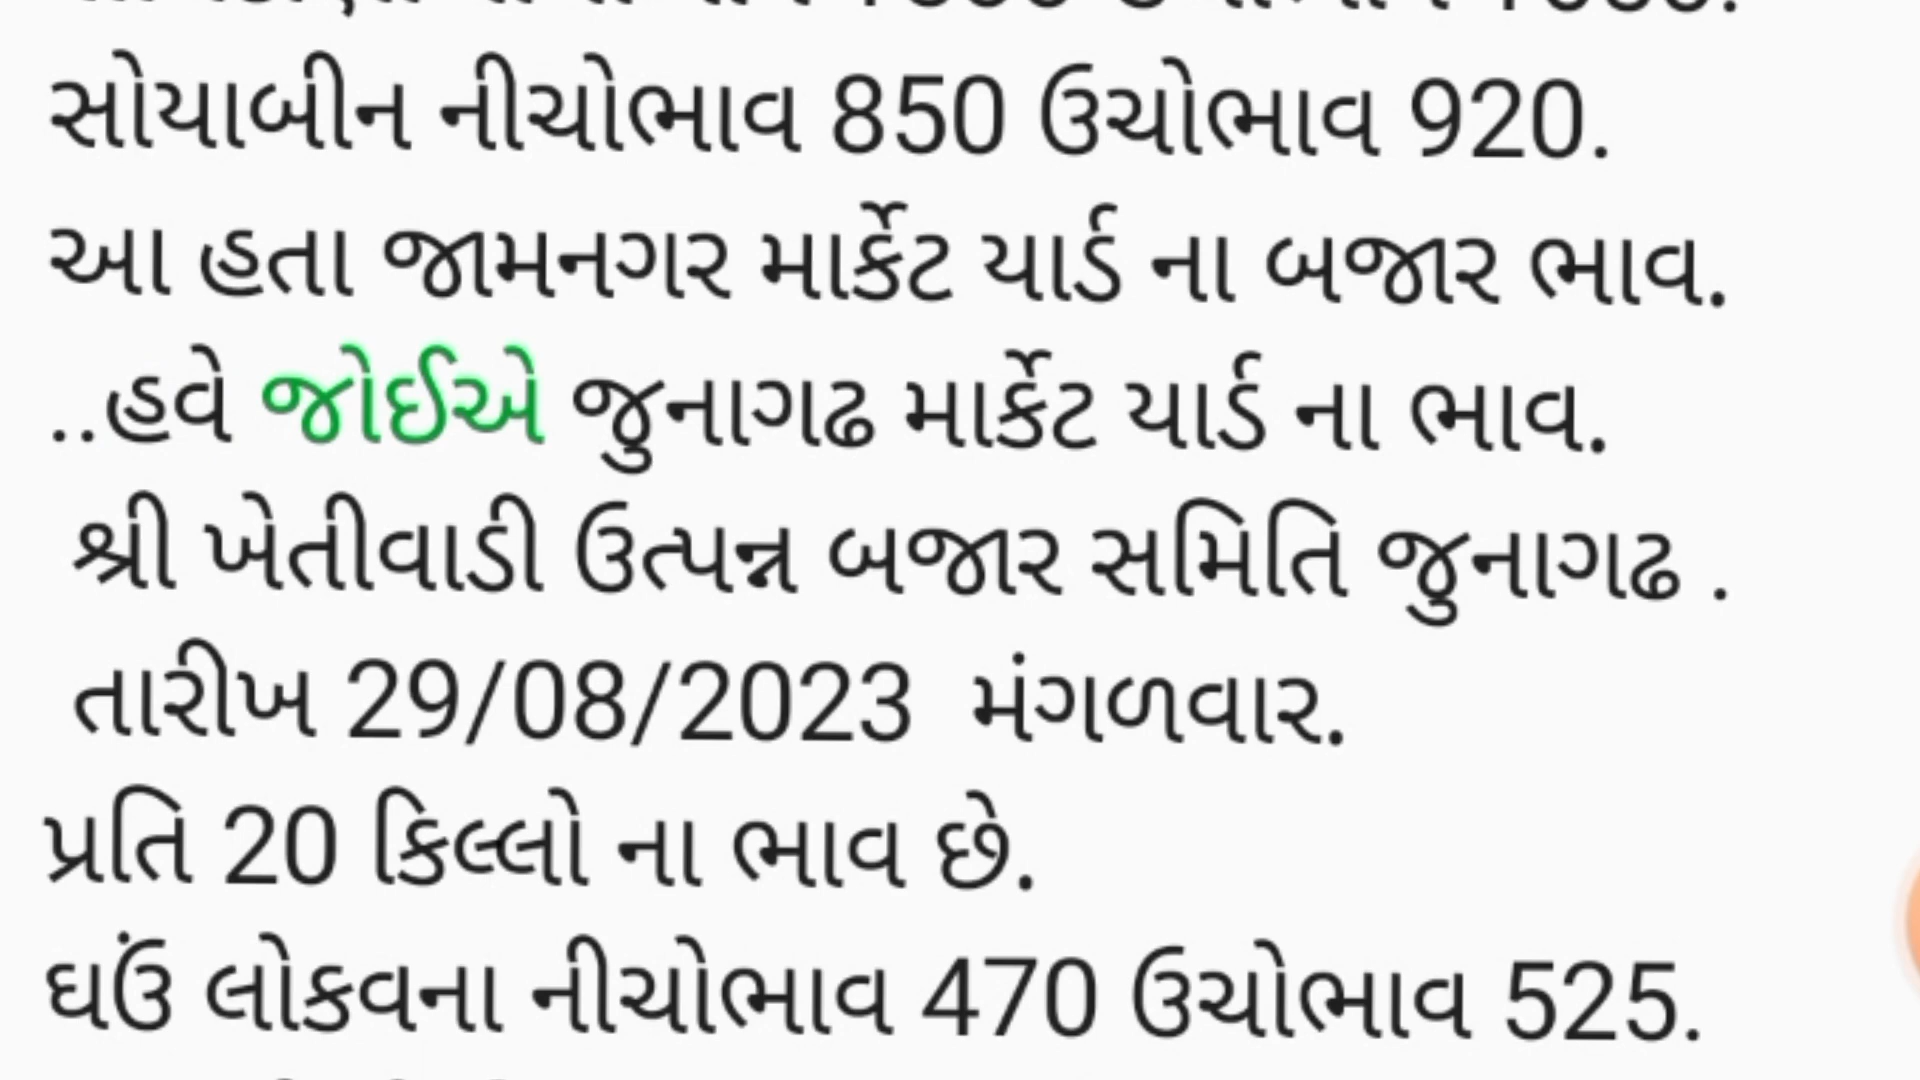 સોયાબીન નીચોભાવ 850 ઉચોભાવ 920.
આ હતા જામનગર માર્કેટ યાર્ડ ના બજાર ભાવ.
..હવે જોઈએ જુનાગઢ માર્કેટ યાર્ડ ના ભાવ.
શ્રી ખેતીવાડી ઉત્પન્ન બજાર સમિતિ જુનાગઢ .
તારીખ 29/08/2023 મંગળવાર.
પ્રતિ 20 કિલ્લો ના ભાવ છે.
ઘઉં લોકવના નીચોભાવ 470 ઉચોભાવ 525.